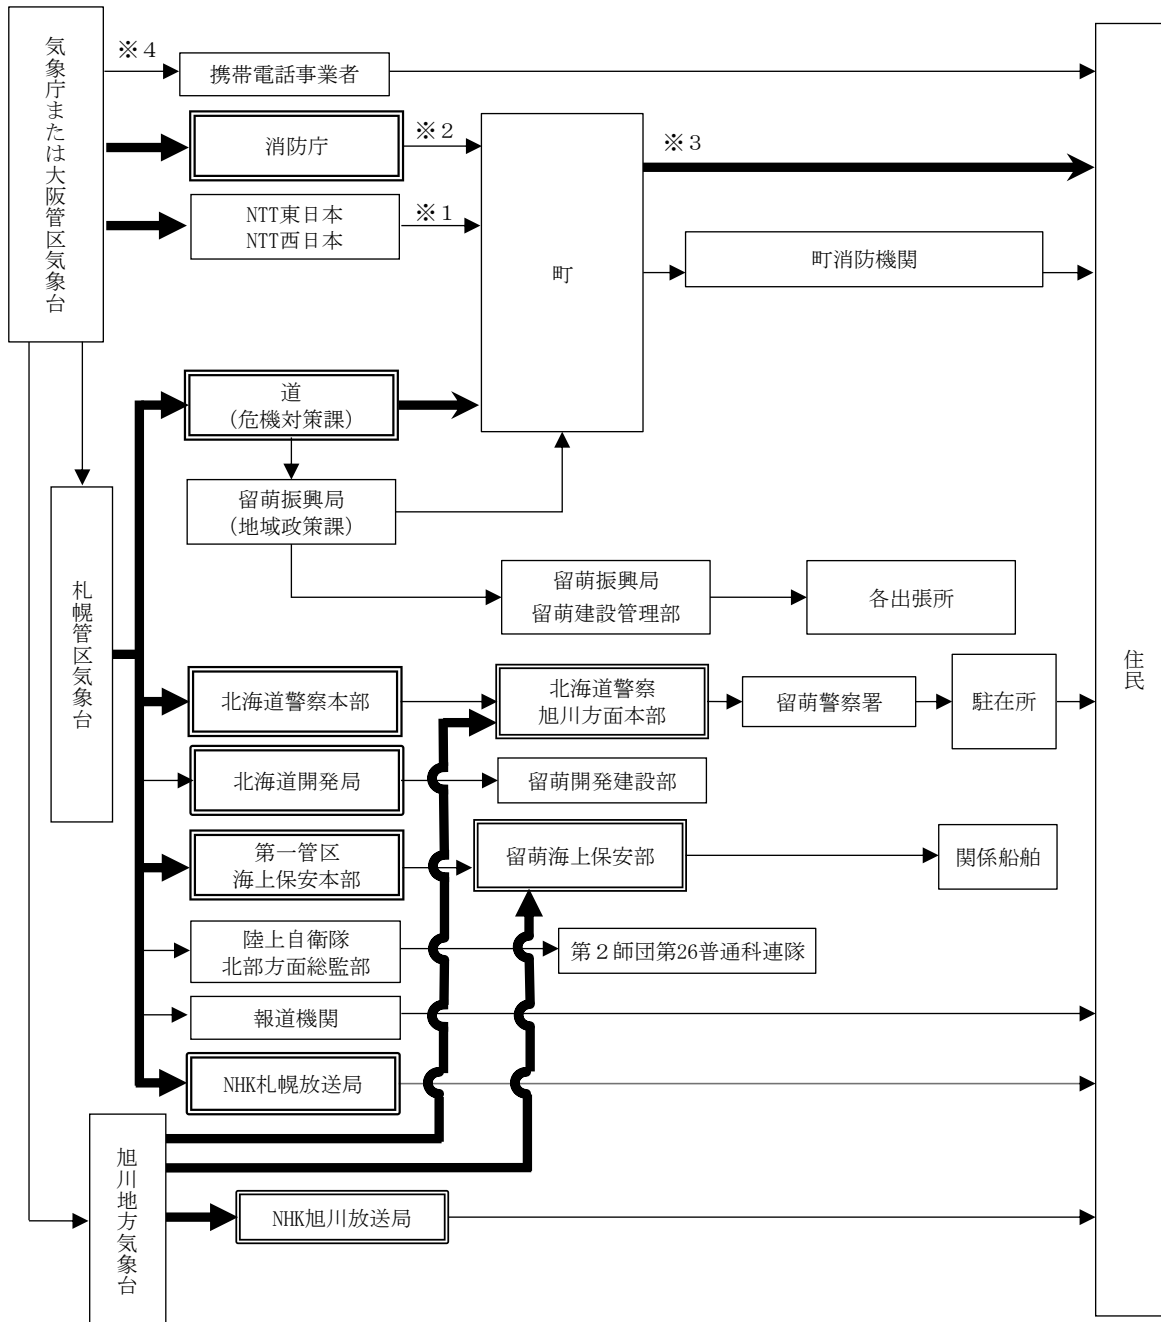 気象庁または大阪管区気象台
※４
携帯電話事業者
消防庁
※２
※３
NTT東日本
NTT西日本
※１
町
町消防機関
道
(危機対策課)
留萌振興局
(地域政策課)
札幌管区気象台
留萌振興局
留萌建設管理部
各出張所
住民
北海道警察本部
北海道警察
旭川方面本部
留萌警察署
駐在所
北海道開発局
留萌開発建設部
第一管区
海上保安本部
留萌海上保安部
関係船舶
陸上自衛隊
北部方面総監部
第２師団第26普通科連隊
報道機関
NHK札幌放送局
旭川地方気象台
NHK旭川放送局